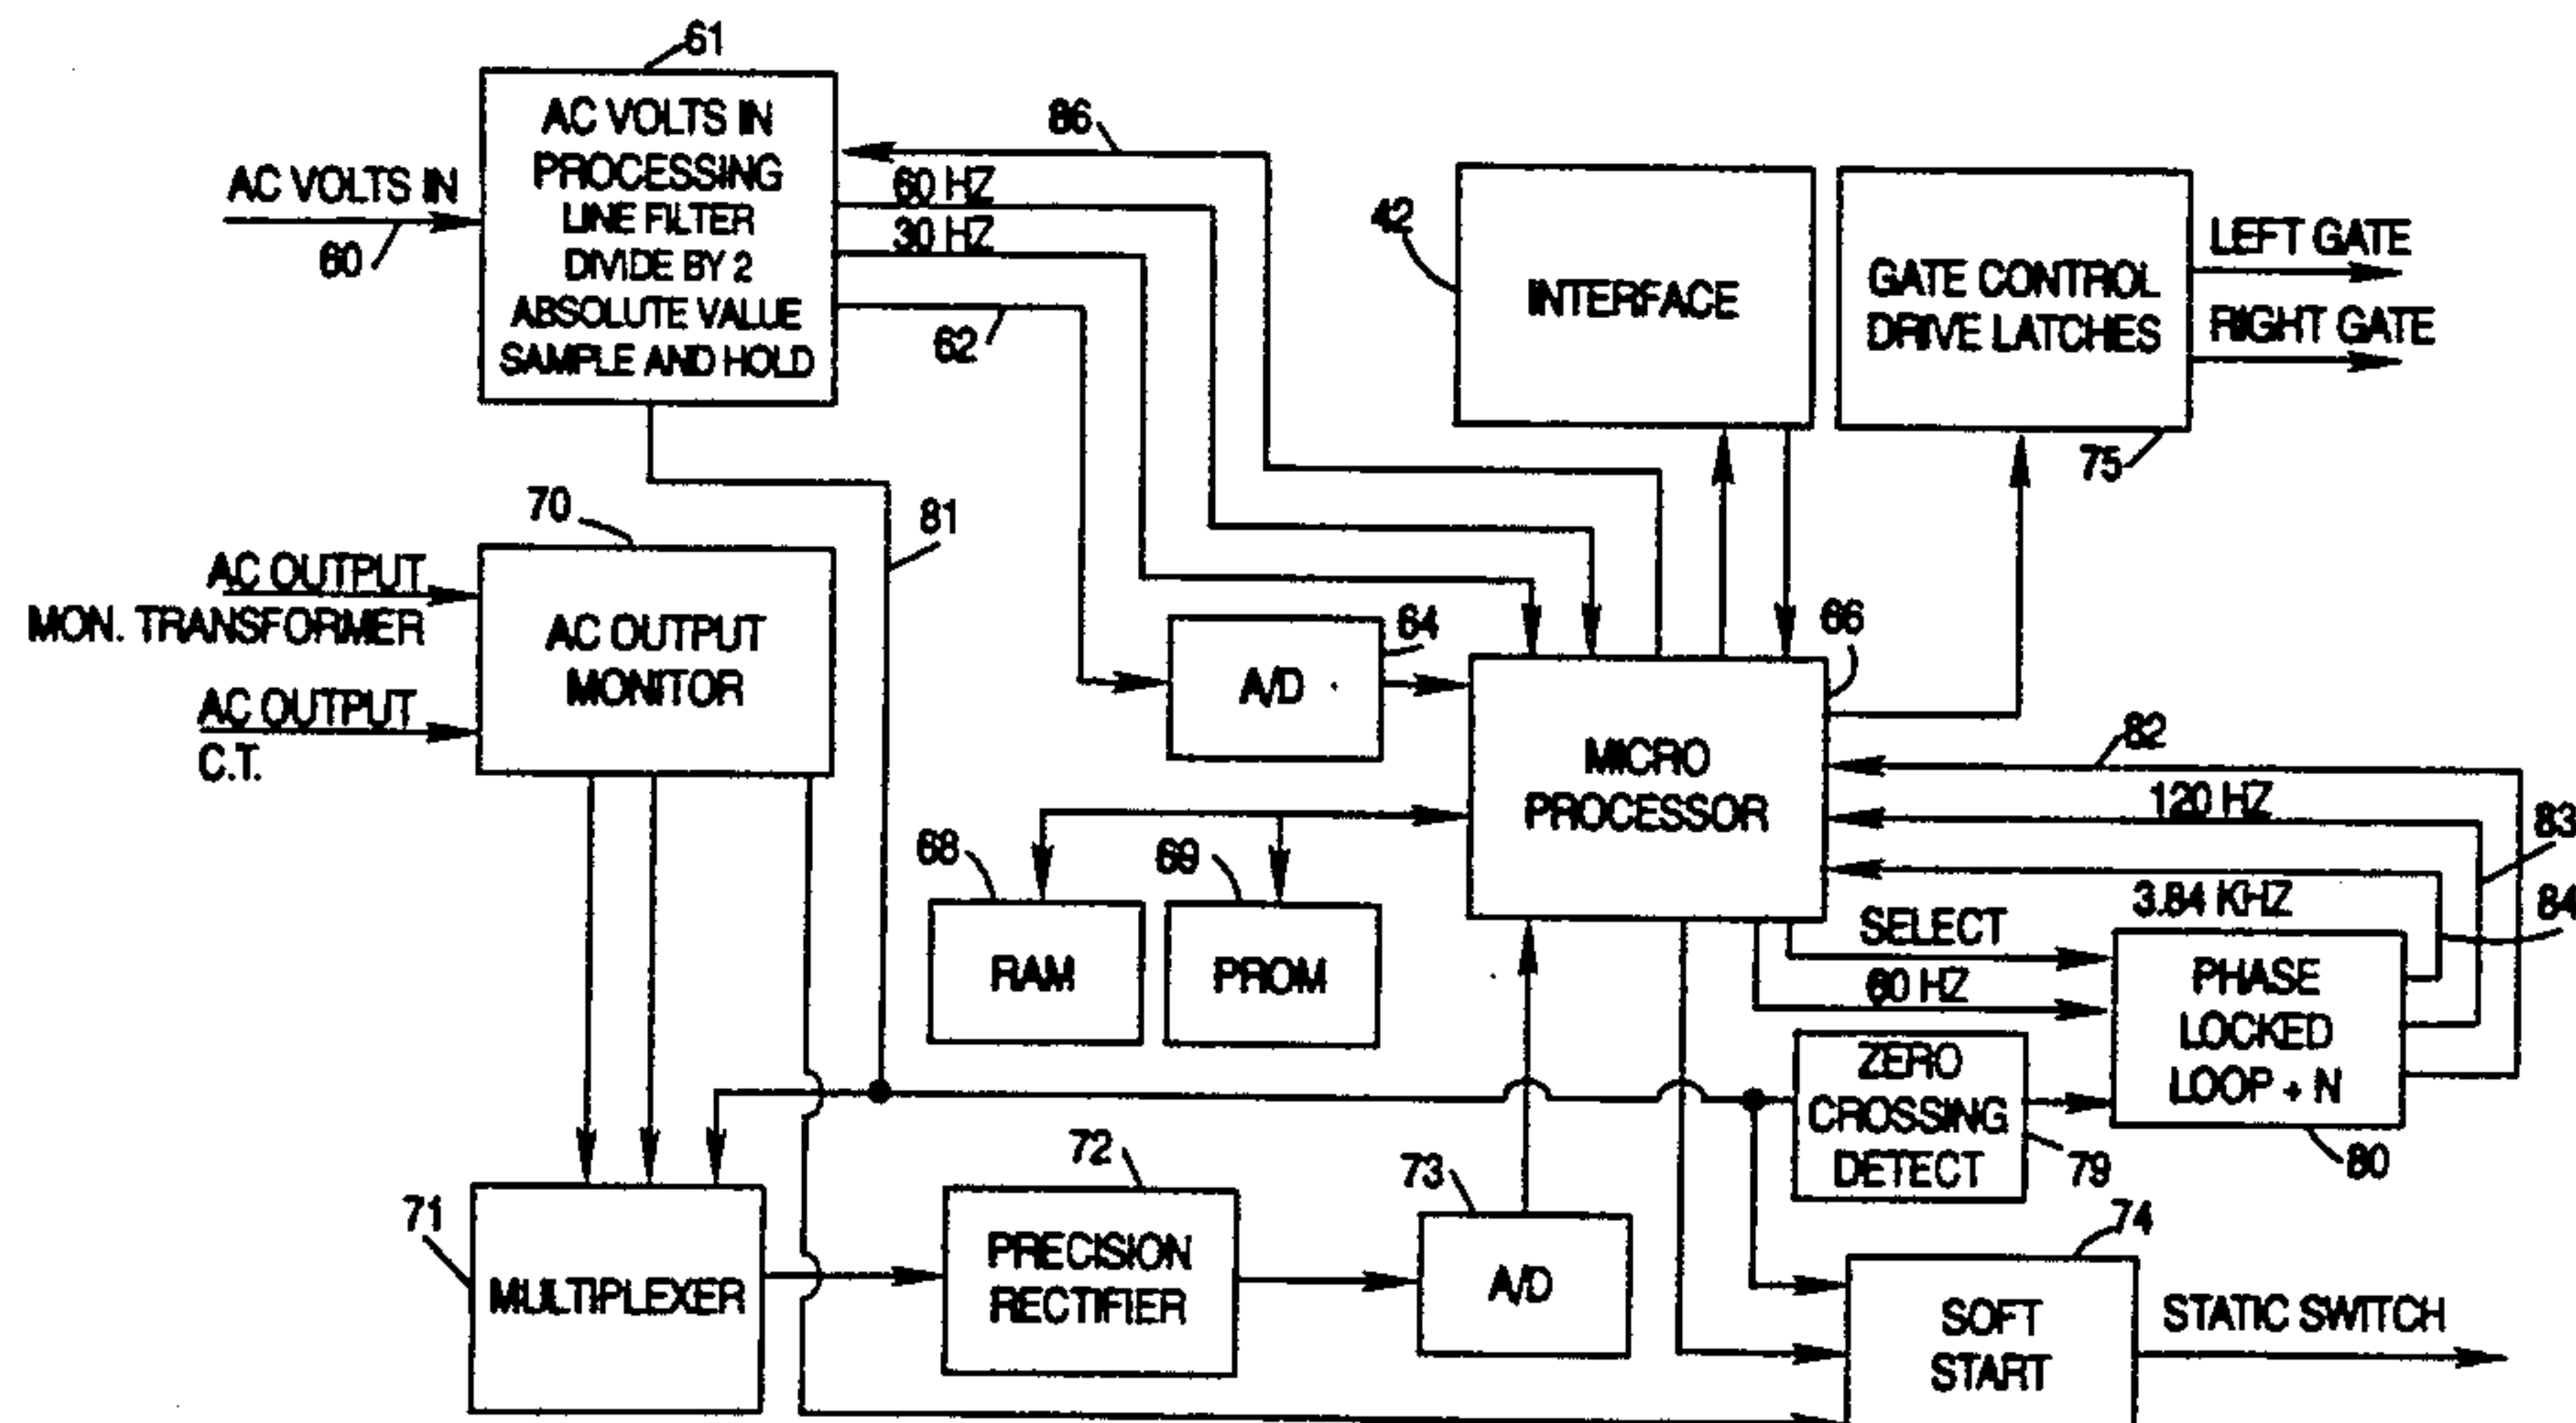 61
AC VOLTS IN
PROCESSING
LINE FILTER
DIVIDE BY 2
ABSOLUTE VALUE
SAMPLE AND HOLD
AC VOLTS IN
60
86
60 HZ
30 HZ
62
42
INTERFACE
GATE CONTROL
DRIVE LATCHES
LEFT GATE
RIGHT GATE
75
70
81
AC OUTPUT
MON. TRANSFORMER
AC OUTPUT
C.T.
AC OUTPUT
MONITOR
A/D
64
66
MICRO
PROCESSOR
82
120 HZ
83
3.84 KHZ
84
68
RAM
69
PROM
SELECT
60 HZ
PHASE
LOCKED
LOOP + N
80
ZERO
CROSSING
DETECT
79
71
MULTIPLEXER
72
PRECISION
RECTIFIER
73
A/D
74
SOFT
START
STATIC SWITCH